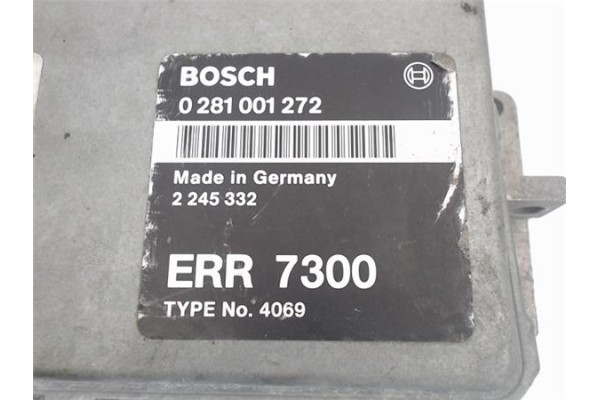 BOSCH
0 281 001 272
Made in Germany
2 245 332
ERR 7300
TYPE No. 4069